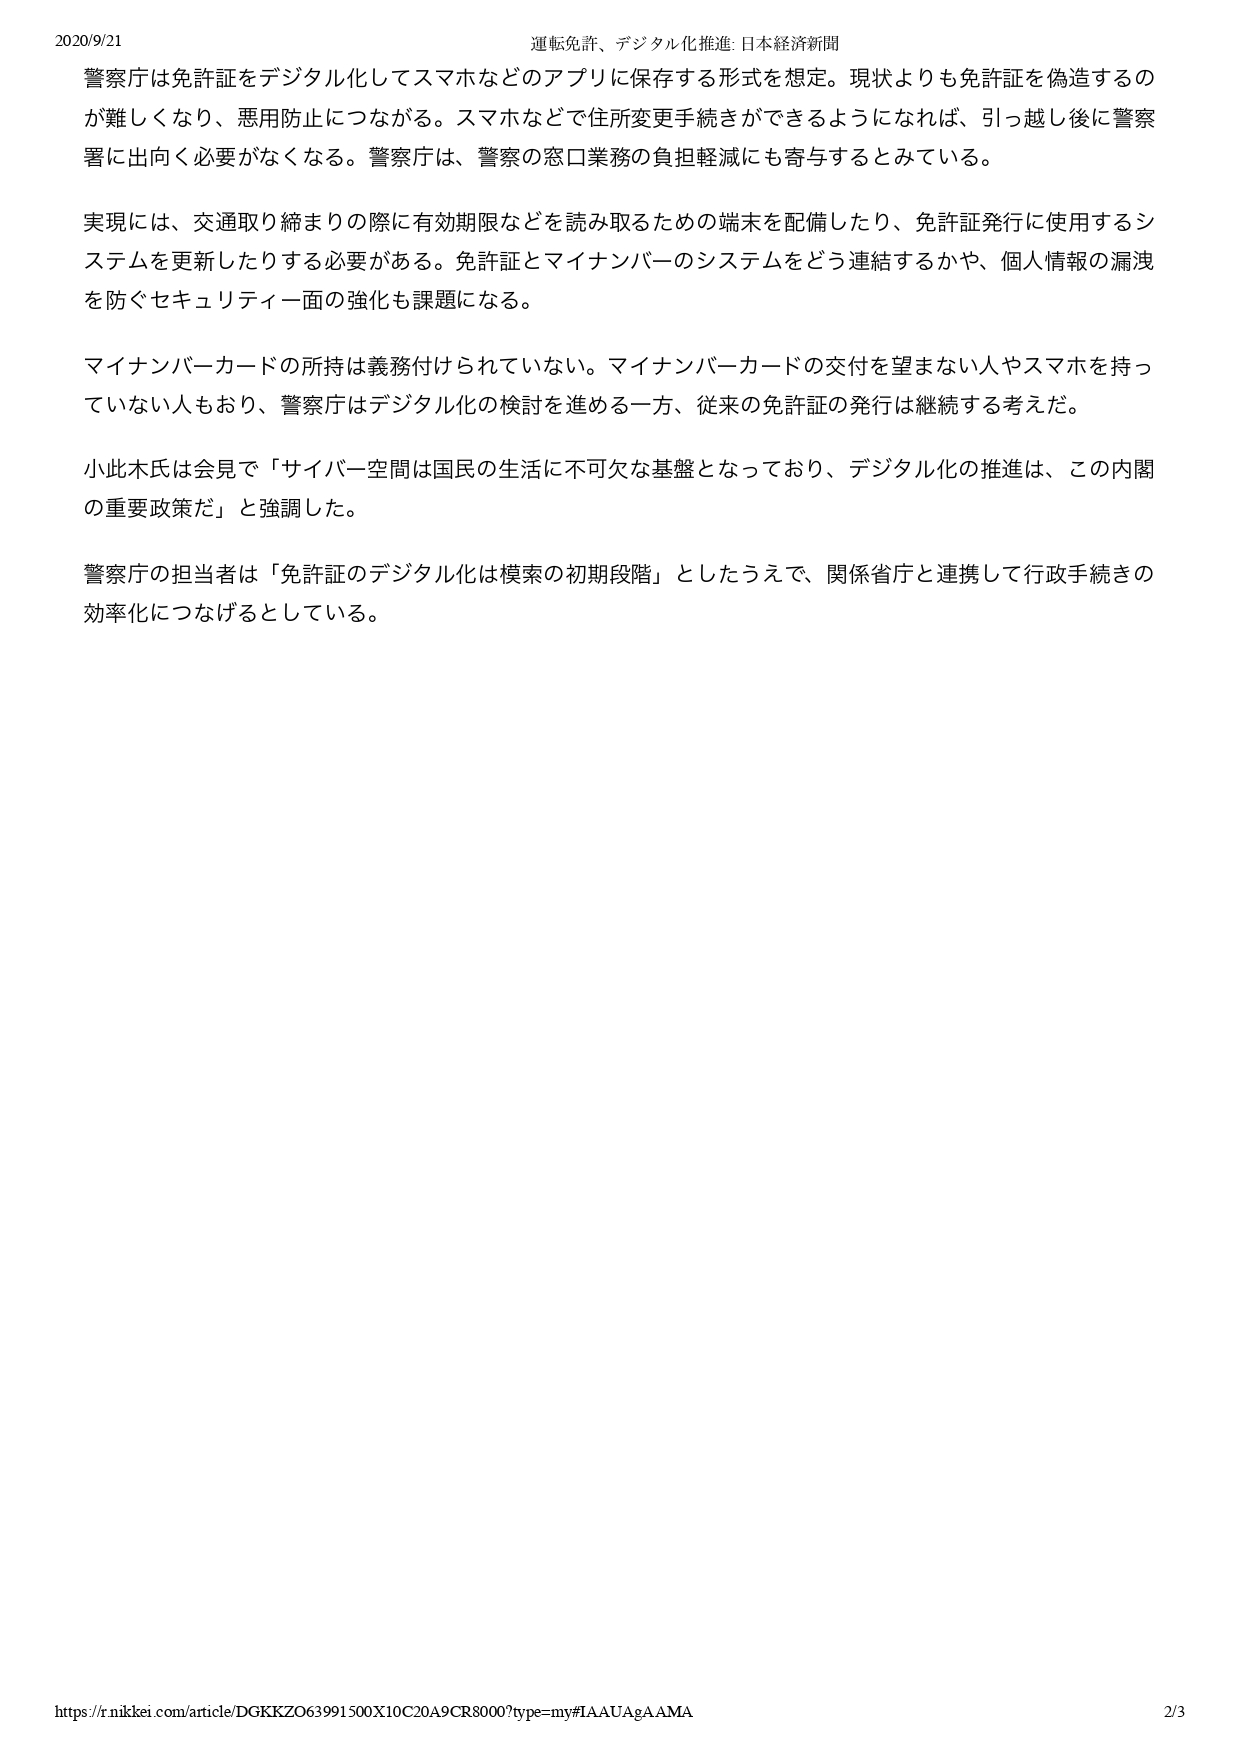 2020/9/21
運転免許、デジタル化推進: 日本経済新聞
警察庁は免許証をデジタル化してスマホなどのアプリに保存する形式を想定。現状よりも免許証を偽造するの
が難しくなり、悪用防止につながる。スマホなどで住所変更手続きができるようになれば、引っ越し後に警察
署に出向く必要がなくなる。警察庁は、警察の窓口業務の負担軽減にも寄与するとみている。
実現には、交通取り締まりの際に有効期限などを読み取るための端末を配備したり、免許証発行に使用するシ
ステムを更新したりする必要がある。免許証とマイナンバーのシステムをどう連結するかや、個人情報の漏洩
を防ぐセキュリティー面の強化も課題になる。
マイナンバーカードの所持は義務付けられていない。マイナンバーカードの交付を望まない人やスマホを持っ
ていない人もおり、警察庁はデジタル化の検討を進める一方、従来の免許証の発行は継続する考えだ。
小此木氏は会見で「サイバー空間は国民の生活に不可欠な基盤となっており、デジタル化の推進は、この内閣
の重要政策だ」と強調した。
警察庁の担当者は「免許証のデジタル化は模索の初期段階」としたうえで、関係省庁と連携して行政手続きの
効率化につなげるとしている。
https://r.nikkei.com/article/DGKKZO63991500X10C20A9CR8000?type=my#IAAUAgAAMA
2/3